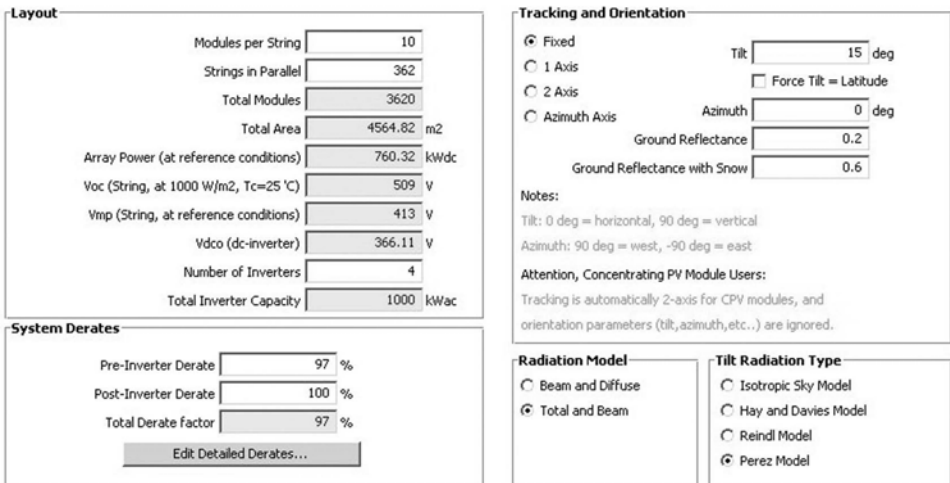 Layout
Modules per String 10
Strings in Parallel 362
Total Modules 3620
Total Area 4564.82 m2
Array Power (at reference conditions) 760.32 kWdc
Voc (String, at 1000 W/m2, Tc=25 'C) 509 V
Vmp (String, at reference conditions) 413 V
Vdco (dc-inverter) 366.11 V
Number of Inverters 4
Total Inverter Capacity 1000 kWac
System Derates
Pre-Inverter Derate 97 %
Post-Inverter Derate 100 %
Total Derate factor 97 %
Edit Detailed Derates...
Tracking and Orientation
Fixed
1 Axis
2 Axis
Azimuth Axis
Tilt 15 deg
Force Tilt = Latitude
Azimuth 0 deg
Ground Reflectance 0.2
Ground Reflectance with Snow 0.6
Notes:
Tilt: 0 deg = horizontal, 90 deg = vertical
Azimuth: 90 deg = west, -90 deg = east
Attention, Concentrating PV Module Users:
Tracking is automatically 2-axis for CPV modules, and
orientation parameters (tilt,azimuth,etc..) are ignored.
Radiation Model
Beam and Diffuse
Total and Beam
Tilt Radiation Type
Isotropic Sky Model
Hay and Davies Model
Reindl Model
Perez Model